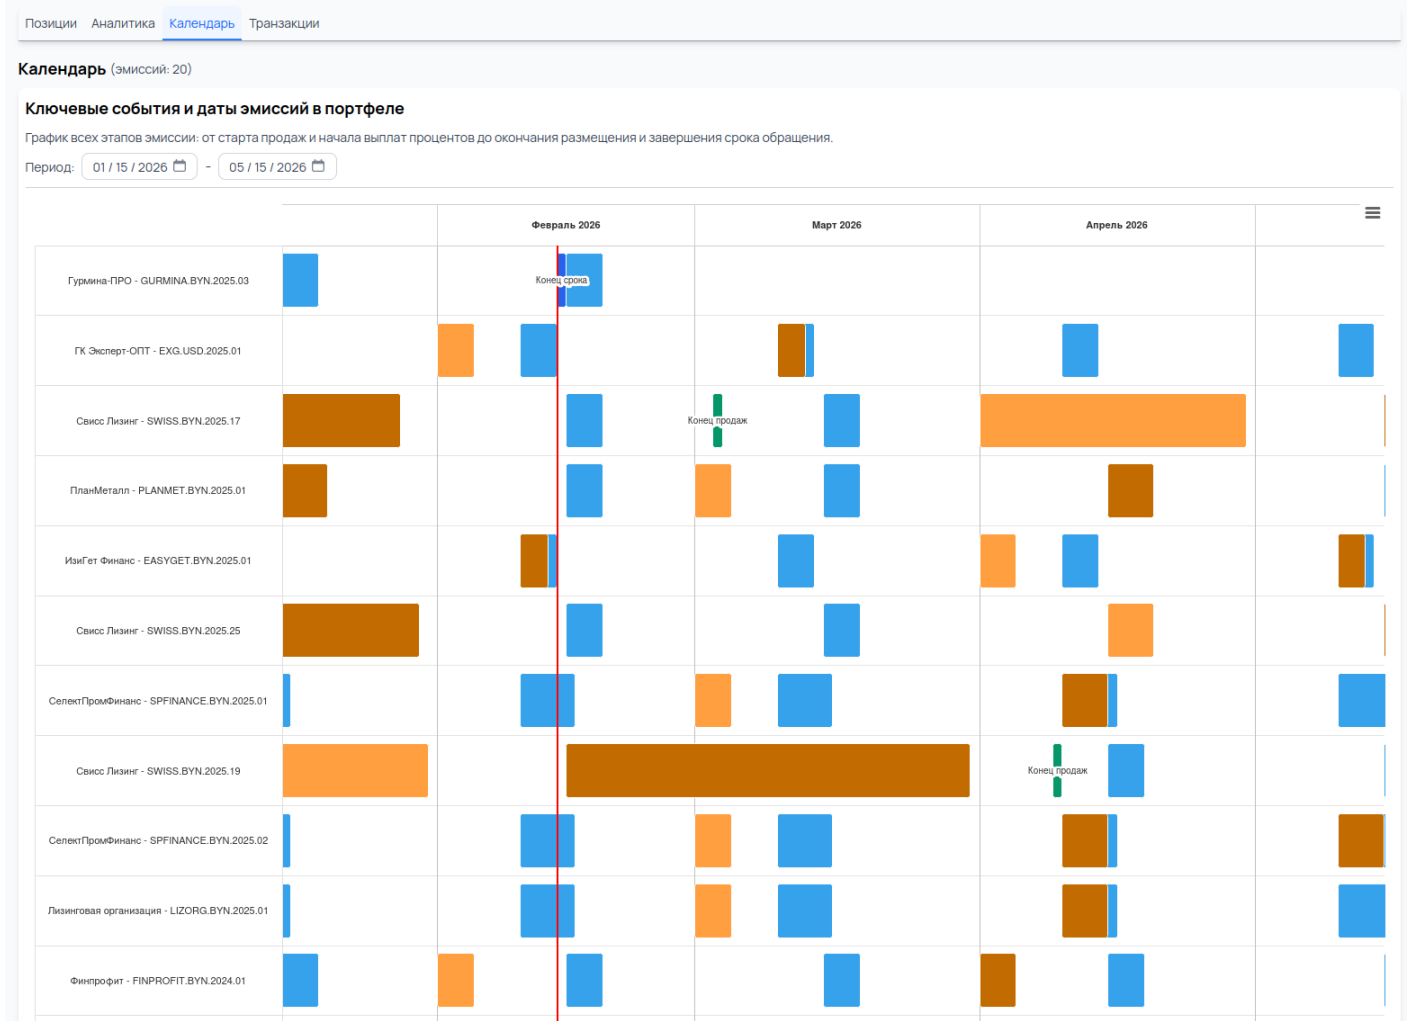 Позиции Аналитика Календарь Транзакции
Календарь (эмиссий: 20)
Ключевые события и даты эмиссий в портфеле
График всех этапов эмиссии: от старта продаж и начала выплат процентов до окончания размещения и завершения срока обращения.
Период: 01 / 15 / 2026 - 05 / 15 / 2026
Февраль 2026 Март 2026 Апрель 2026
Гурмина-ПРО - GURMINA.BYN.2025.03
Конец срока
ГК Эксперт-ОПТ - EXG.USD.2025.01
Свисс Лизинг - SWISS.BYN.2025.17
Конец продаж
ПланМеталл - PLANMET.BYN.2025.01
ИзиГет Финанс - EASYGET.BYN.2025.01
Свисс Лизинг - SWISS.BYN.2025.25
СелектПромФинанс - SPFINANCE.BYN.2025.01
Свисс Лизинг - SWISS.BYN.2025.19
Конец продаж
СелектПромФинанс - SPFINANCE.BYN.2025.02
Лизинговая организация - LIZORG.BYN.2025.01
Финпрофит - FINPROFIT.BYN.2024.01